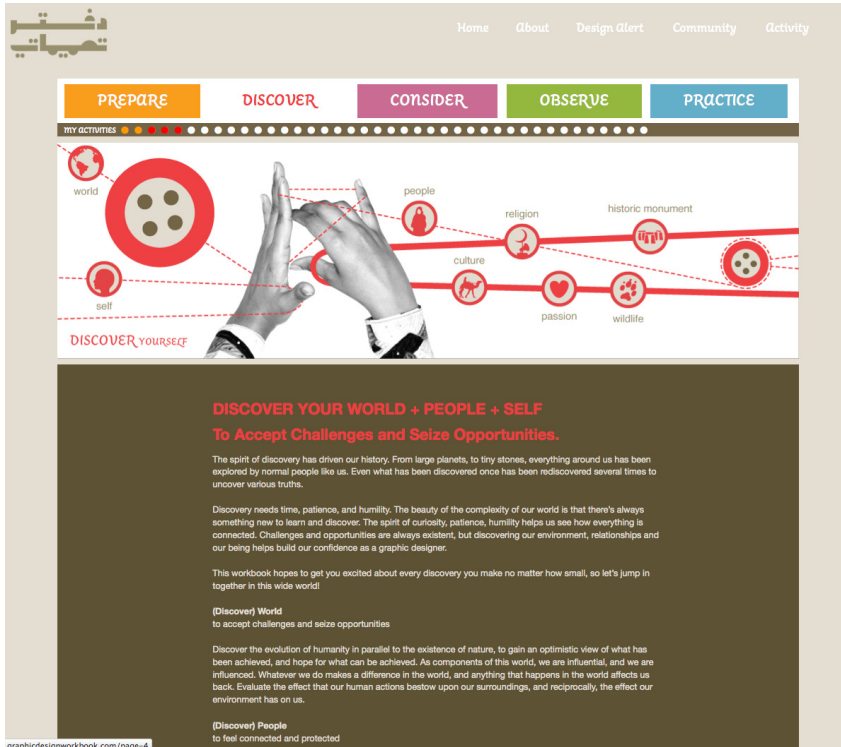 دفتر
تصميماتي
Home About Design Alert Community Activity
PREPARE DISCOVER CONSIDER OBSERVE PRACTICE
MY ACTIVITIES
world
people
religion
historic monument
culture
self
passion
wildlife
DISCOVER YOURSELF
DISCOVER YOUR WORLD + PEOPLE + SELF
To Accept Challenges and Seize Opportunities.
The spirit of discovery has driven our history. From large planets, to tiny stones, everything around us has been
explored by normal people like us. Even what has been discovered once has been rediscovered several times to
uncover various truths.
Discovery needs time, patience, and humility. The beauty of the complexity of our world is that there's always
something new to learn and discover. The spirit of curiosity, patience, humility helps us see how everything is
connected. Challenges and opportunities are always existent, but discovering our environment, relationships and
our being helps build our confidence as a graphic designer.
This workbook hopes to get you excited about every discovery you make no matter how small, so let's jump in
together in this wide world!
(Discover) World
to accept challenges and seize opportunities
Discover the evolution of humanity in parallel to the existence of nature, to gain an optimistic view of what has
been achieved, and hope for what can be achieved. As components of this world, we are influential, and we are
influenced. Whatever we do makes a difference in the world, and anything that happens in the world affects us
back. Evaluate the effect that our human actions bestow upon our surroundings, and reciprocally, the effect our
environment has on us.
(Discover) People
to feel connected and protected
graphicdesignworkbook.com/page=4